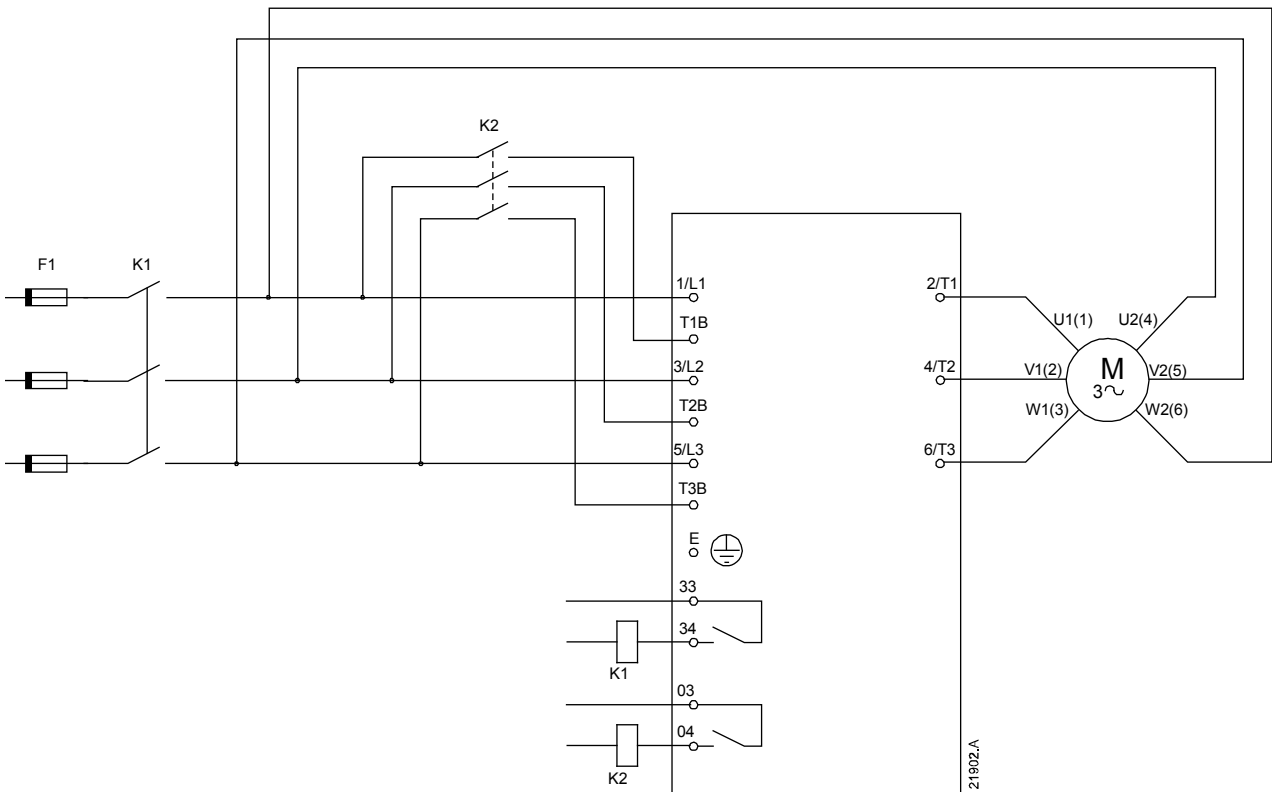 K2
F1
K1
1/L1
T1B
3/L2
T2B
5/L3
T3B
E
33
34
K1
03
04
K2
2/T1
4/T2
6/T3
U1(1)
U2(4)
V1(2)
M
3~
V2(5)
W1(3)
W2(6)
21902.A